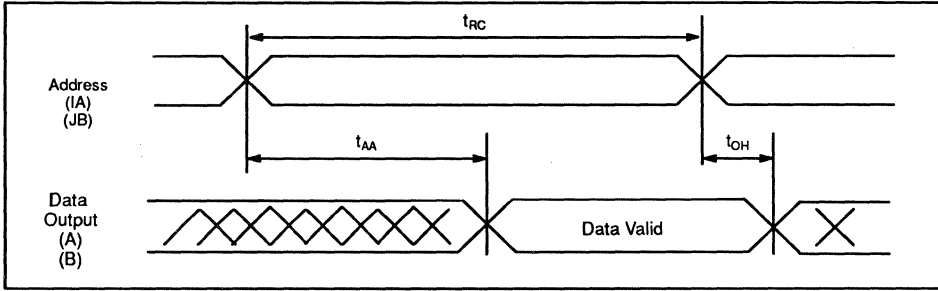 tRC
Address
(IA)
(JB)
tAA
tOH
Data
Output
(A)
(B)
Data Valid